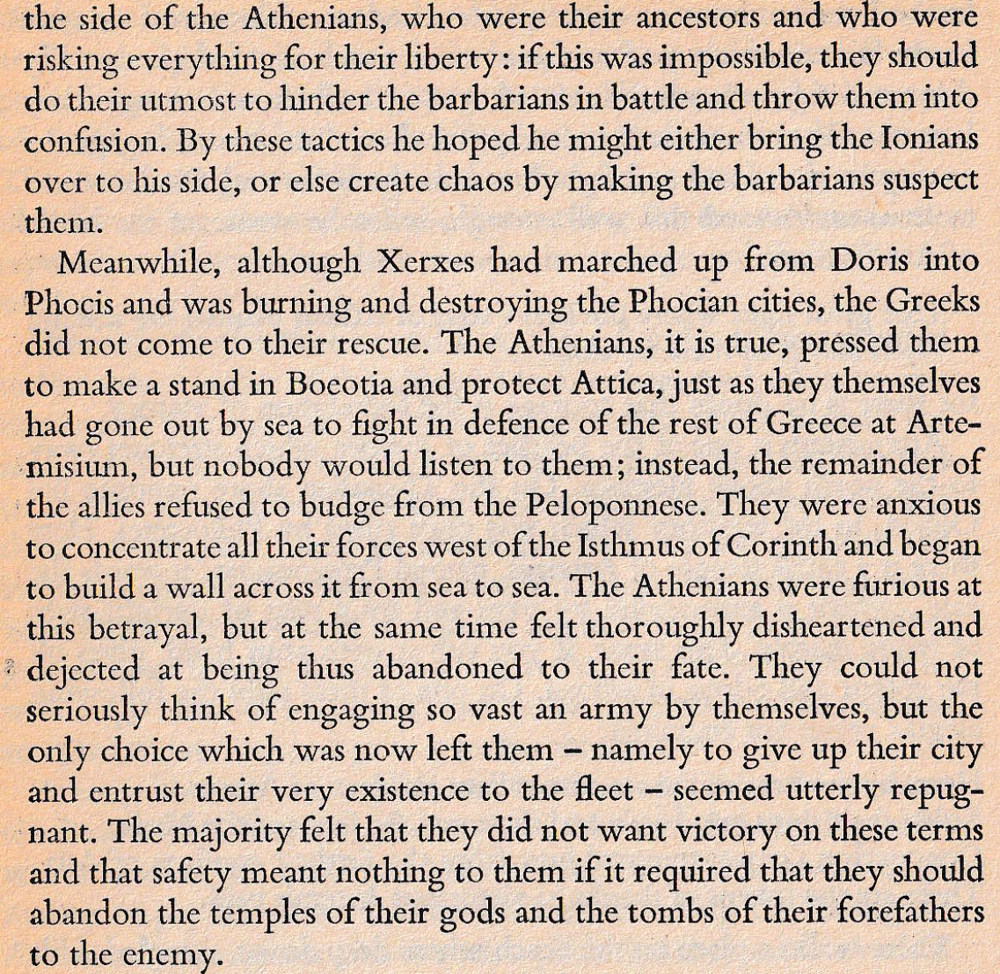 the side of the Athenians, who were their ancestors and who were
risking everything for their liberty: if this was impossible, they should
do their utmost to hinder the barbarians in battle and throw them into
confusion. By these tactics he hoped he might either bring the Ionians
over to his side, or else create chaos by making the barbarians suspect
them.
Meanwhile, although Xerxes had marched up from Doris into
Phocis and was burning and destroying the Phocian cities, the Greeks
did not come to their rescue. The Athenians, it is true, pressed them
to make a stand in Boeotia and protect Attica, just as they themselves
had gone out by sea to fight in defence of the rest of Greece at Arte-
misium, but nobody would listen to them; instead, the remainder of
the allies refused to budge from the Peloponnese. They were anxious
to concentrate all their forces west of the Isthmus of Corinth and began
to build a wall across it from sea to sea. The Athenians were furious at
this betrayal, but at the same time felt thoroughly disheartened and
dejected at being thus abandoned to their fate. They could not
seriously think of engaging so vast an army by themselves, but the
only choice which was now left them – namely to give up their city
and entrust their very existence to the fleet – seemed utterly repug-
nant. The majority felt that they did not want victory on these terms
and that safety meant nothing to them if it required that they should
abandon the temples of their gods and the tombs of their forefathers
to the enemy.